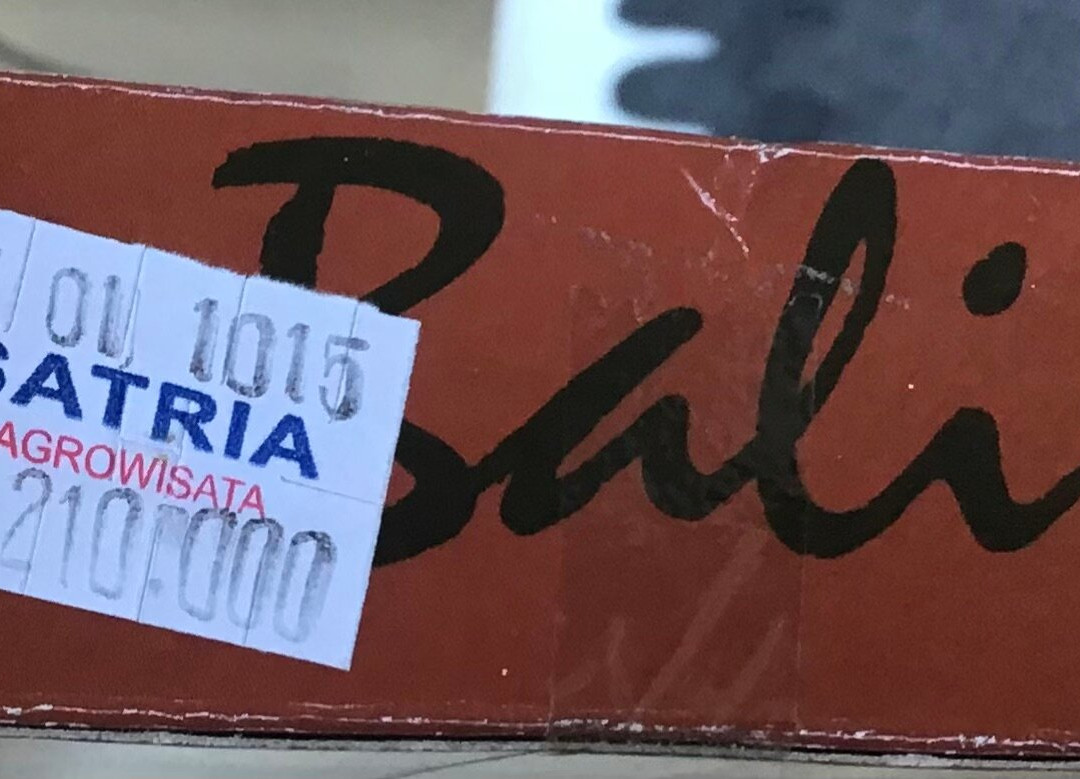 Bali
01 1015
SATRIA
AGROWISATA
210.000